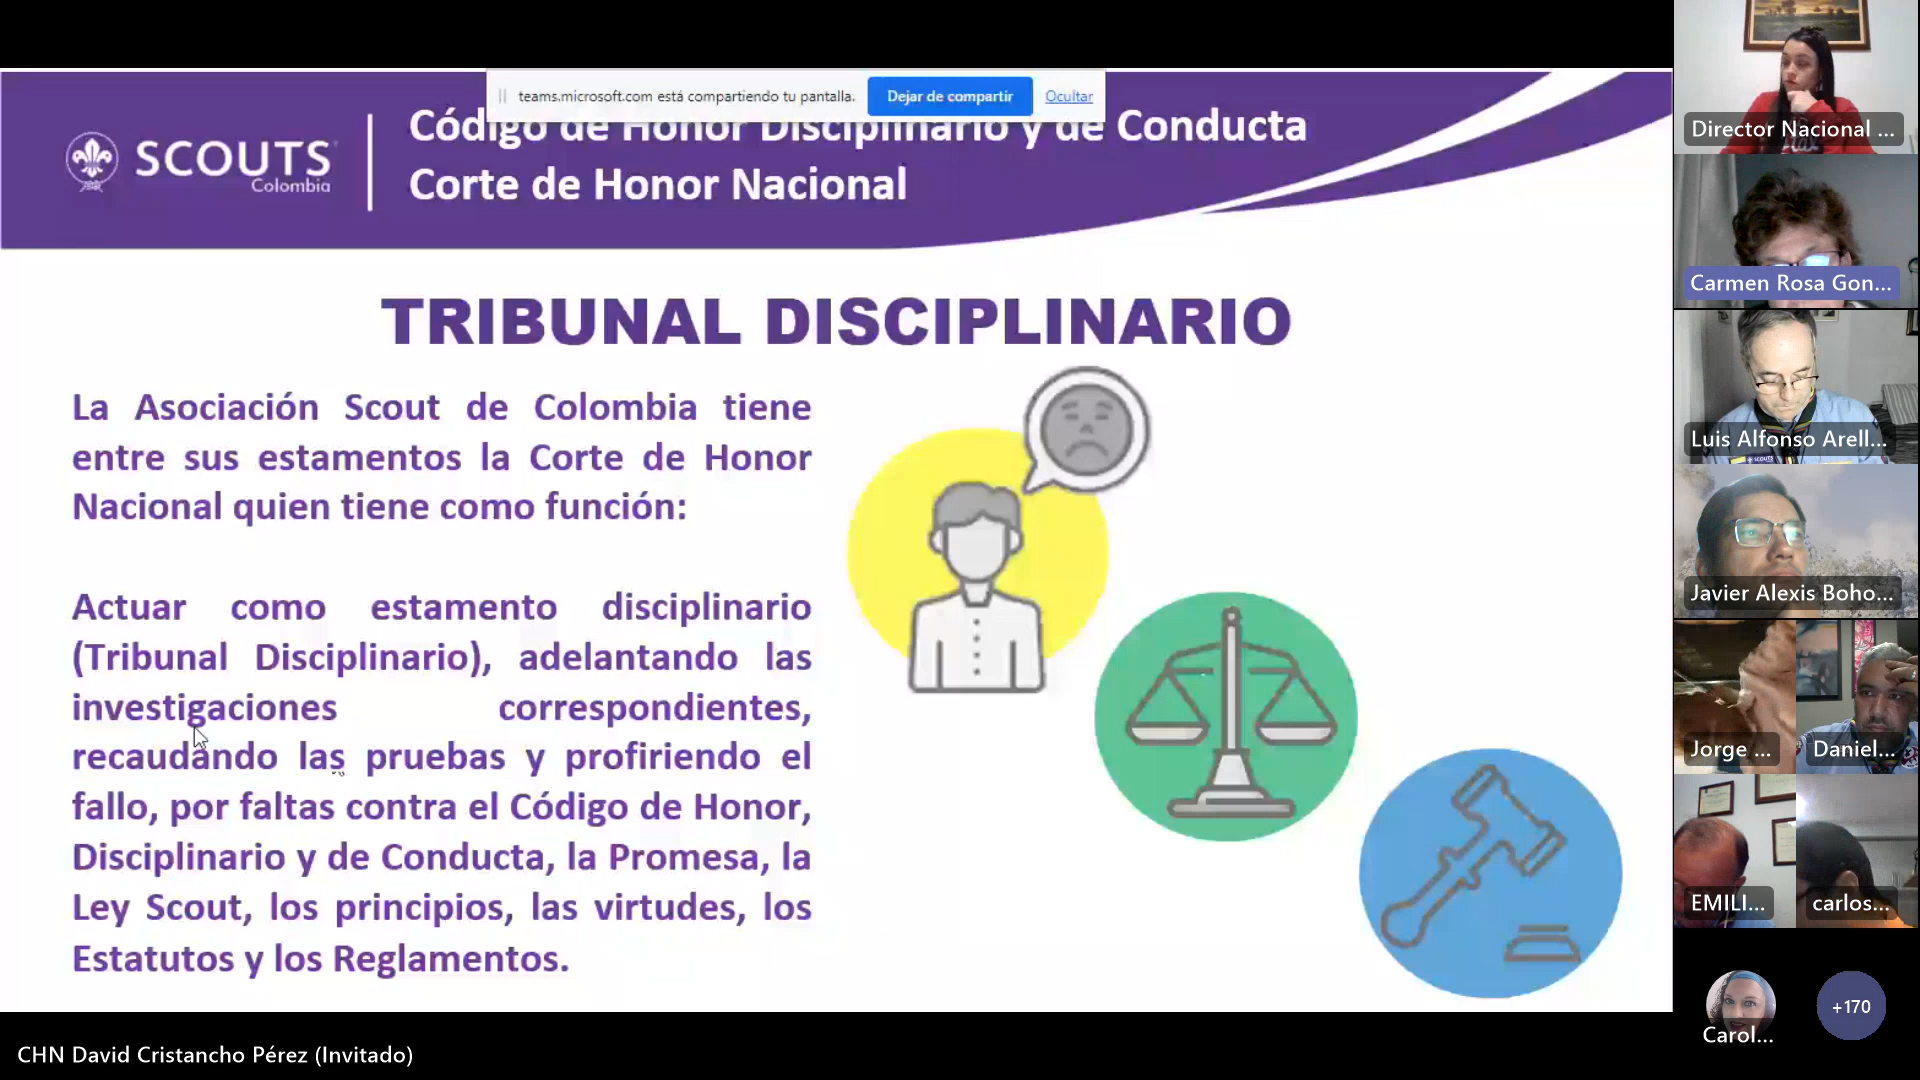 teams.microsoft.com está compartiendo tu pantalla.
Dejar de compartir
Ocultar
SCOUTS
Colombia
Código de Honor Disciplinario y de Conducta
Corte de Honor Nacional
TRIBUNAL DISCIPLINARIO
La Asociación Scout de Colombia tiene
entre sus estamentos la Corte de Honor
Nacional quien tiene como función:
Actuar como estamento disciplinario
(Tribunal Disciplinario), adelantando las
investigaciones correspondientes,
recaudando las pruebas y profiriendo el
fallo, por faltas contra el Código de Honor,
Disciplinario y de Conducta, la Promesa, la
Ley Scout, los principios, las virtudes, los
Estatutos y los Reglamentos.
Director Nacional ...
Carmen Rosa Gon...
Luis Alfonso Arell...
Javier Alexis Boho...
Jorge ...
Daniel...
EMILI...
carlos...
Carol...
+170
CHN David Cristancho Pérez (Invitado)